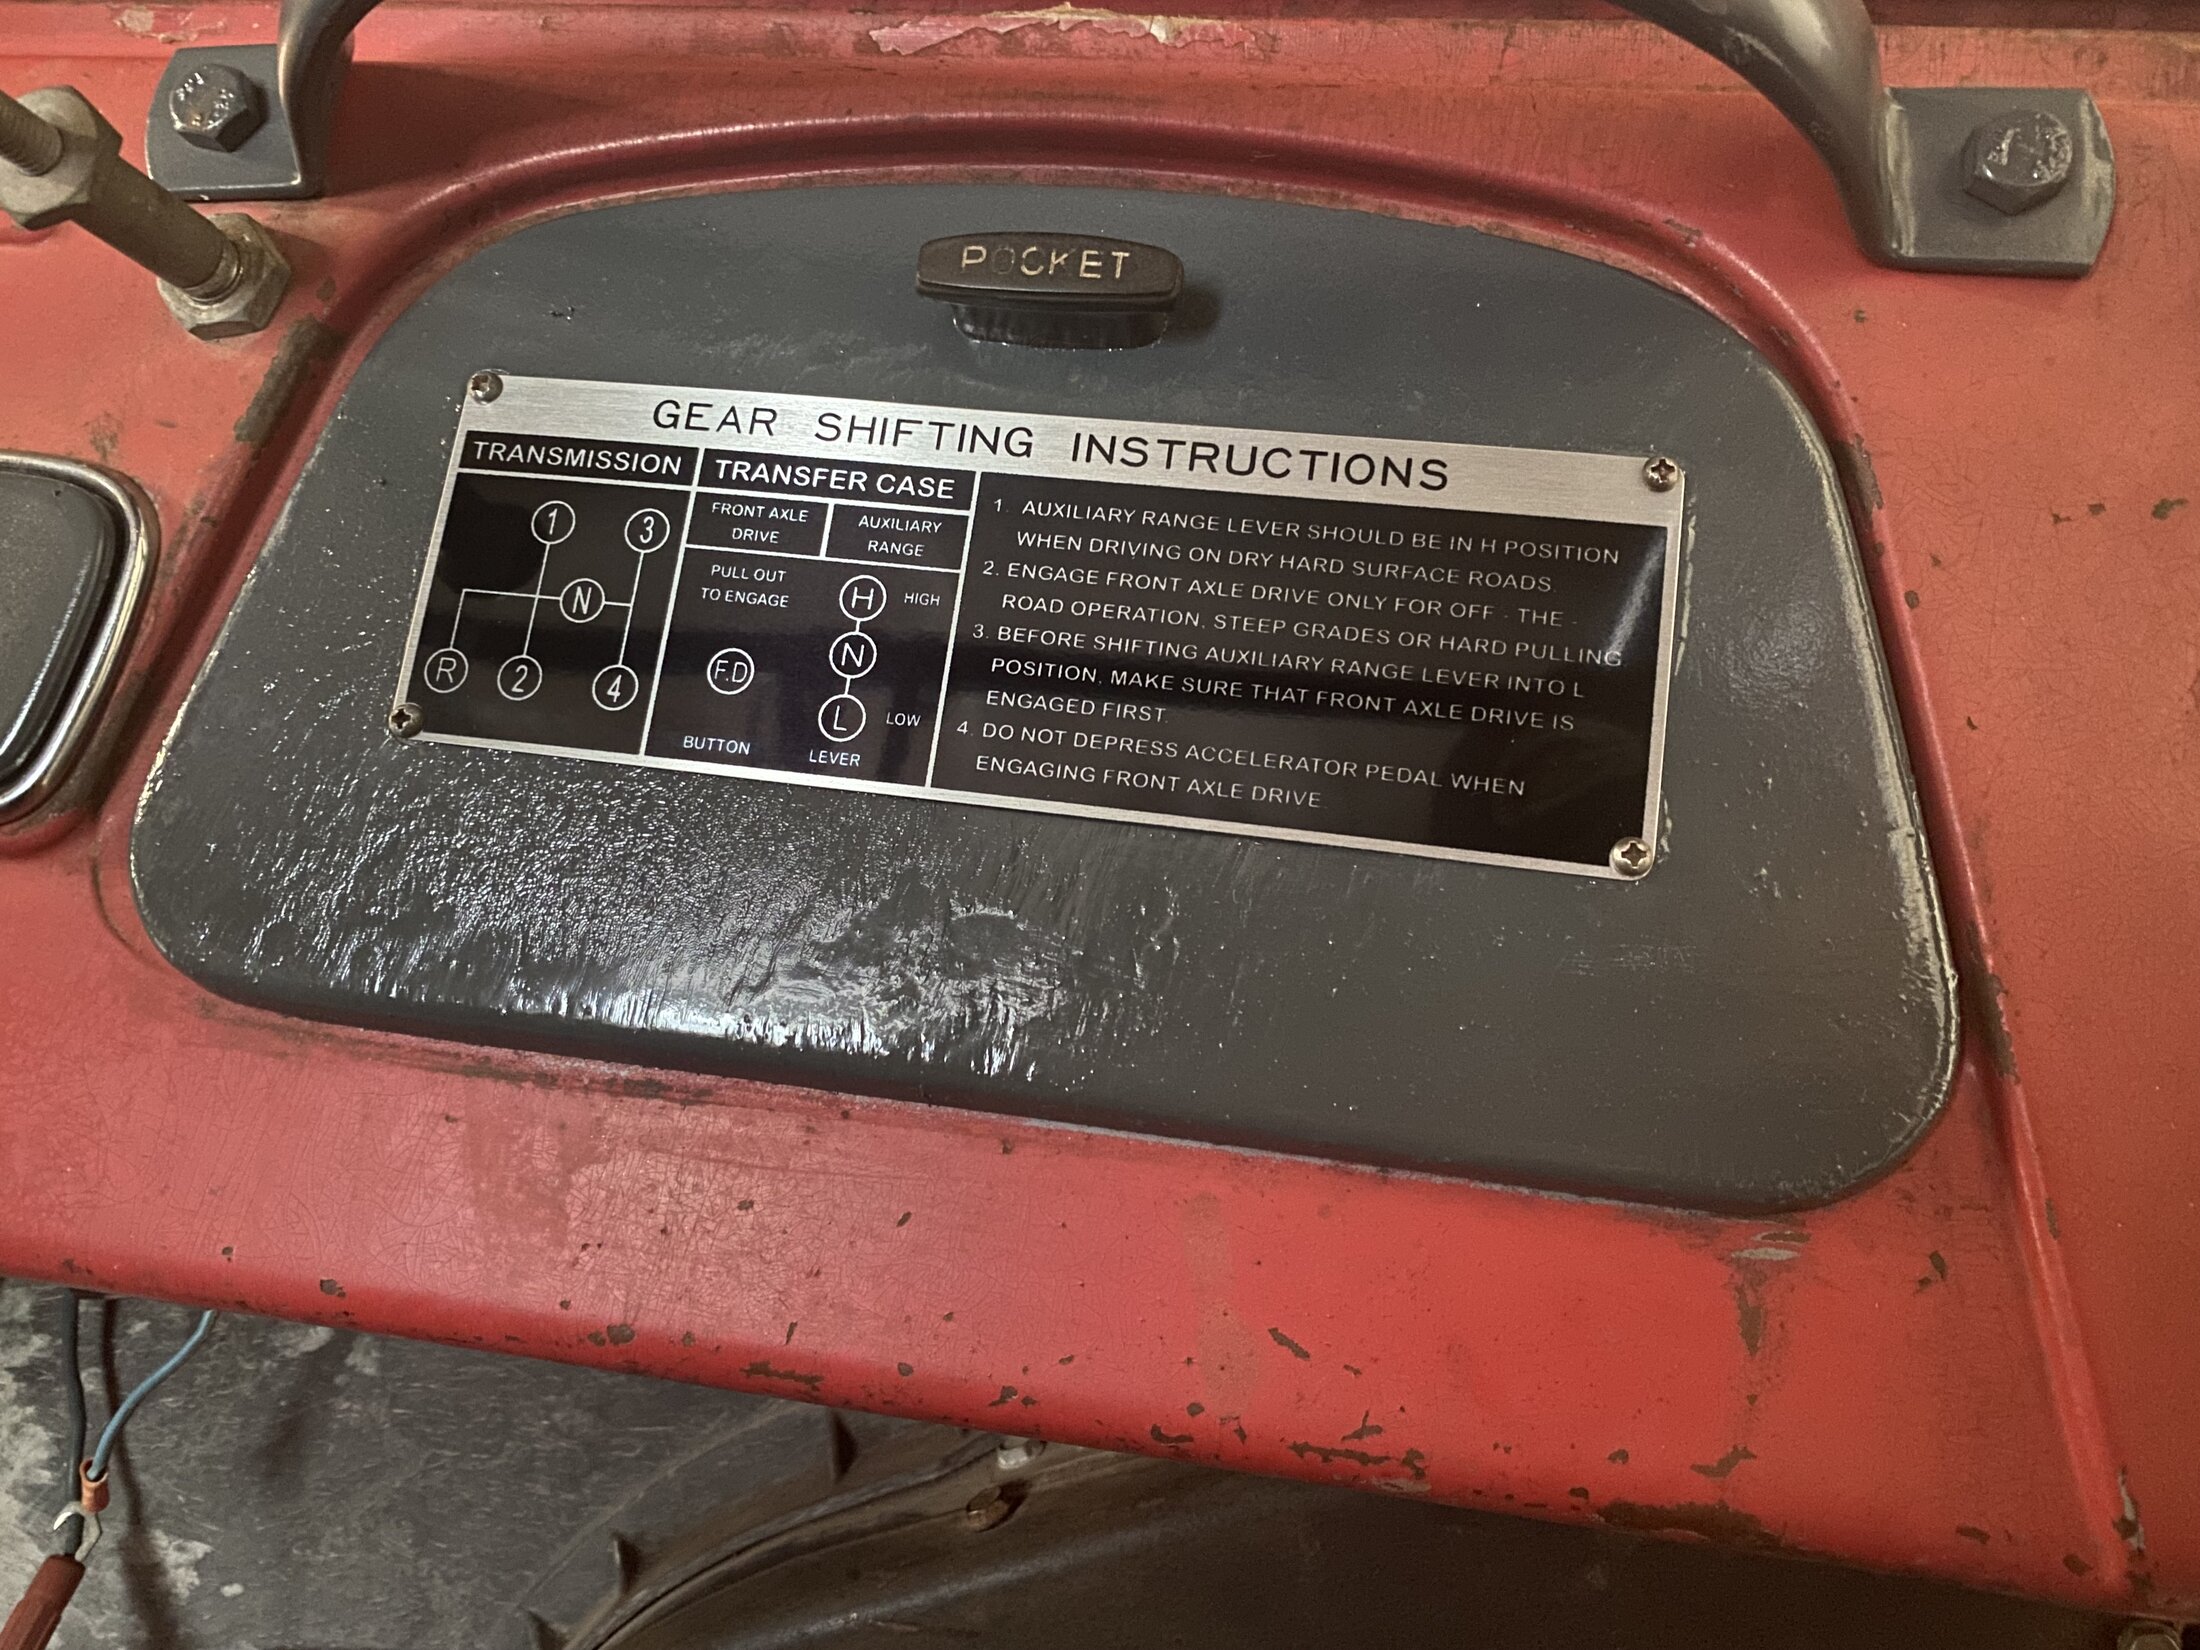 POCKET
GEAR SHIFTING INSTRUCTIONS
TRANSMISSION
1 3
N
R 2 4
TRANSFER CASE
FRONT AXLE
DRIVE
PULL OUT
TO ENGAGE
F.D
BUTTON
AUXILIARY
RANGE
H HIGH
N
L LOW
LEVER
1. AUXILIARY RANGE LEVER SHOULD BE IN H POSITION
WHEN DRIVING ON DRY HARD SURFACE ROADS.
2. ENGAGE FRONT AXLE DRIVE ONLY FOR OFF - THE -
ROAD OPERATION, STEEP GRADES OR HARD PULLING.
3. BEFORE SHIFTING AUXILIARY RANGE LEVER INTO L
POSITION, MAKE SURE THAT FRONT AXLE DRIVE IS
ENGAGED FIRST.
4. DO NOT DEPRESS ACCELERATOR PEDAL WHEN
ENGAGING FRONT AXLE DRIVE.